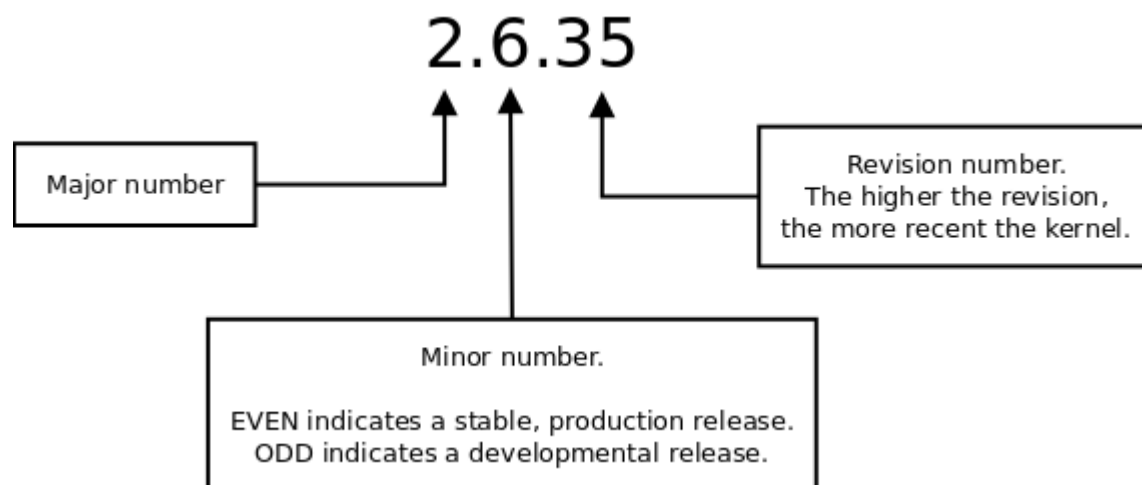 2.6.35
Major number
Revision number.
The higher the revision,
the more recent the kernel.
Minor number.
EVEN indicates a stable, production release.
ODD indicates a developmental release.